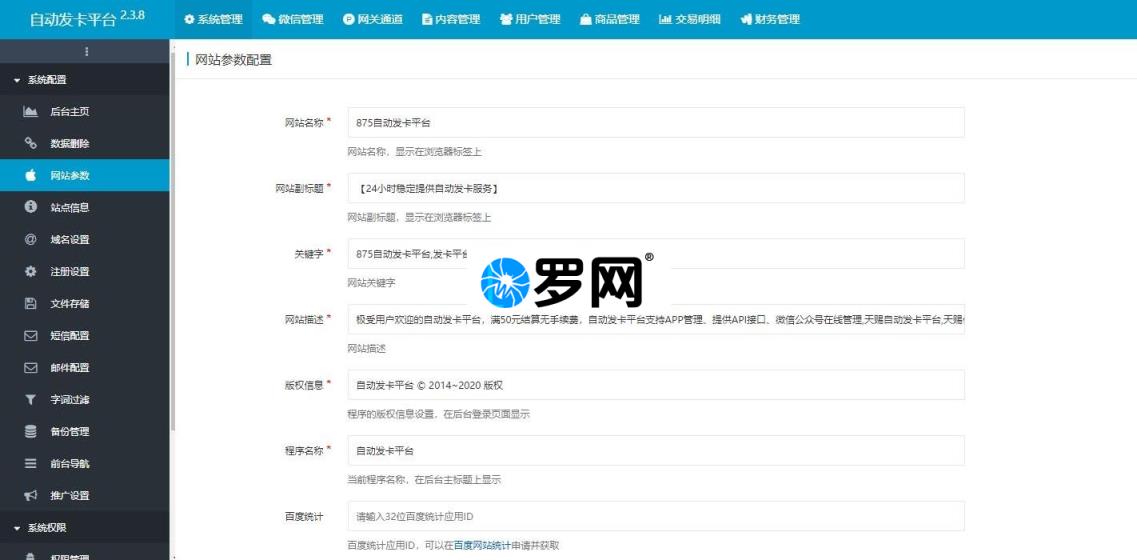 自动发卡平台 2.3.8
系统管理 微信管理 网关通道 内容管理 用户管理 商品管理 交易明细 财务管理
系统配置
后台主页
数据删除
网站参数
站点信息
域名设置
注册设置
文件存储
短信配置
邮件配置
字词过滤
备份管理
前台导航
推广设置
系统权限
权限管理
网站参数配置
网站名称 * 875自动发卡平台
网站名称，显示在浏览器标签上
网站副标题 * 【24小时稳定提供自动发卡服务】
网站副标题，显示在浏览器标签上
关键字 * 875自动发卡平台,发卡平台
网站关键字
罗网®
网站描述 * 极受用户欢迎的自动发卡平台，满50元结算无手续费，自动发卡平台支持APP管理、提供API接口、微信公众号在线管理,天赐自动发卡平台,天赐
网站描述
版权信息 * 自动发卡平台 © 2014~2020 版权
程序的版权信息设置，在后台登录页面显示
程序名称 * 自动发卡平台
当前程序名称，在后台主标题上显示
百度统计 请输入32位百度统计应用ID
百度统计应用ID，可以在百度网站统计申请并获取